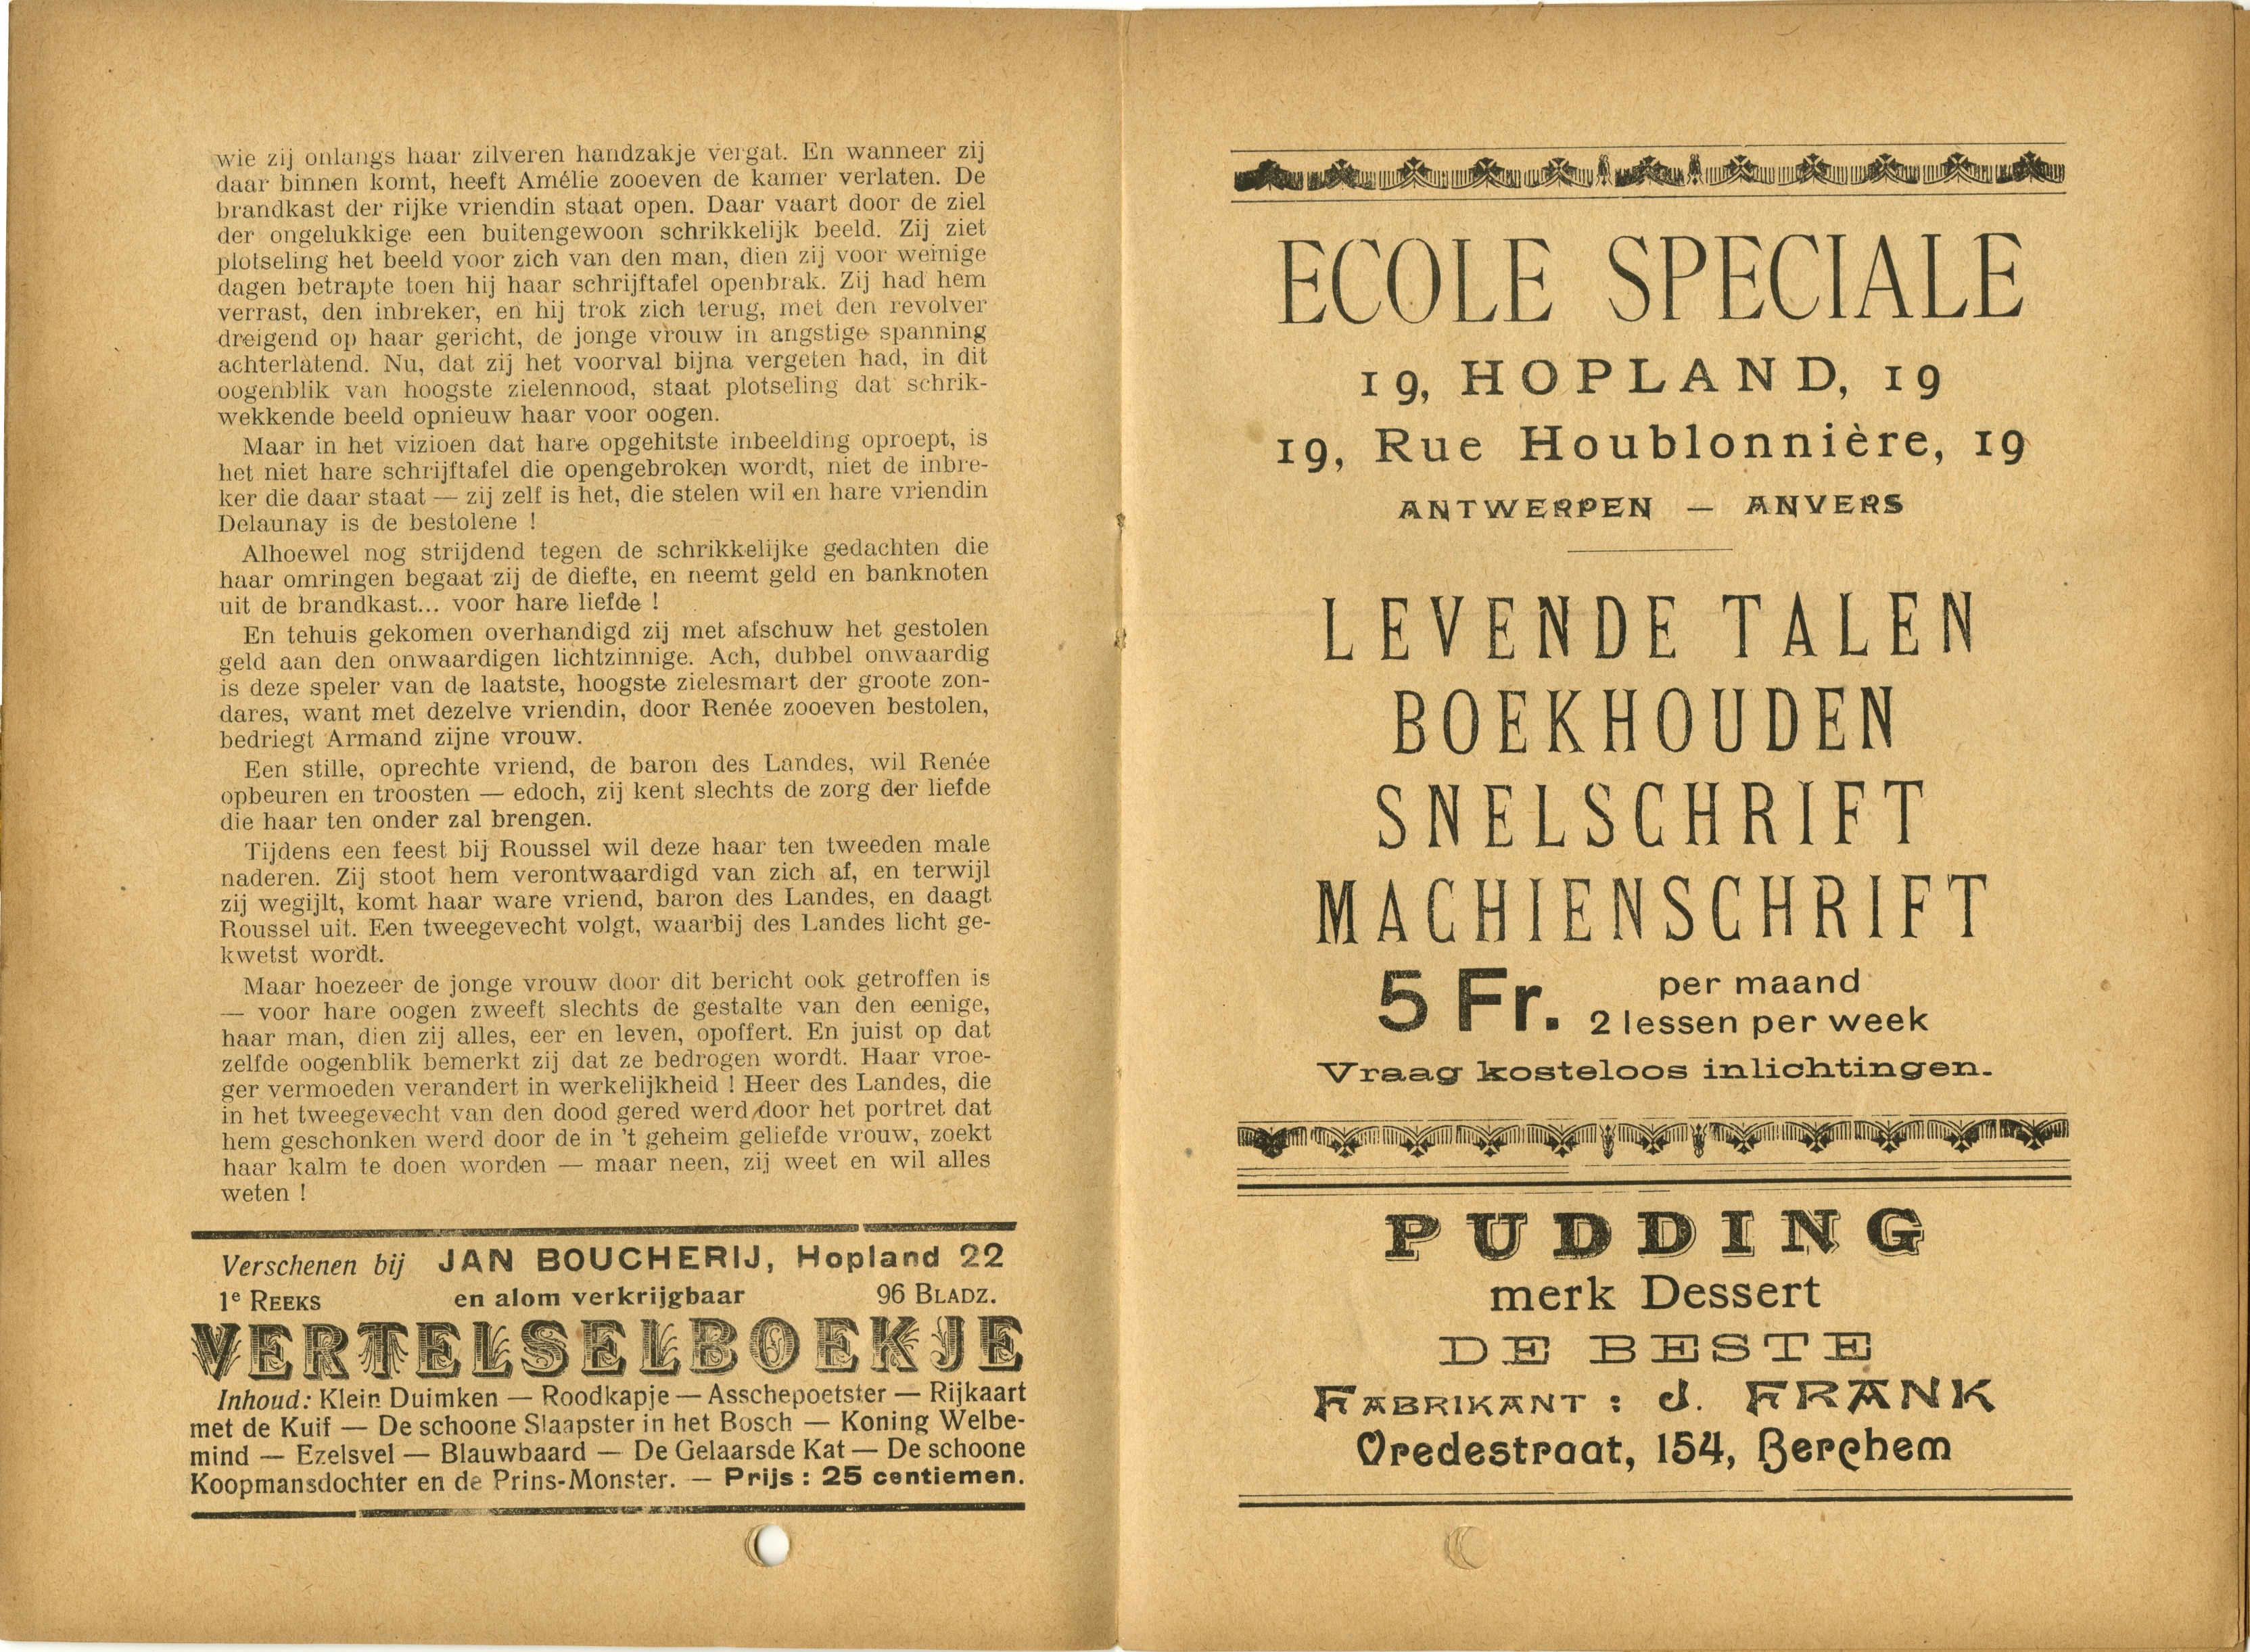 wie zij onlangs haar zilveren handzakje vergat. En wanneer zij
daar binnen komt, heeft Amélie zooeven de kamer verlaten. De
brandkast der rijke vriendin staat open. Daar vaart door de ziel
der ongelukkige een buitengewoon schrikkelijk beeld. Zij ziet
plotseling het beeld voor zich van den man, dien zij voor weinige
dagen betrapte toen hij haar schrijftafel openbrak. Zij had hem
verrast, den inbreker, en hij trok zich terug, met den revolver
dreigend op haar gericht, de jonge vrouw in angstige spanning
achterlatend. Nu, dat zij het voorval bijna vergeten had, in dit
oogenblik van hoogste zielennood, staat plotseling dat schrik-
wekkende beeld opnieuw haar voor oogen.
Maar in het vizioen dat hare opgehitste inbeelding oproept, is
het niet hare schrijftafel die opengebroken wordt, niet de inbre-
ker die daar staat — zij zelf is het, die stelen wil en hare vriendin
Delaunay is de bestolene !
Alhoewel nog strijdend tegen de schrikkelijke gedachten die
haar omringen begaat zij de diefte, en neemt geld en banknoten
uit de brandkast... voor hare liefde !
En tehuis gekomen overhandigd zij met afschuw het gestolen
geld aan den onwaardigen lichtzinnige. Ach, dubbel onwaardig
is deze speler van de laatste, hoogste zielesmart der groote zon-
dares, want met dezelve vriendin, door Renée zooeven bestolen,
bedriegt Armand zijne vrouw.
Een stille, oprechte vriend, de baron des Landes, wil Renée
opbeuren en troosten — edoch, zij kent slechts de zorg der liefde
die haar ten onder zal brengen.
Tijdens een feest bij Roussel wil deze haar ten tweeden male
naderen. Zij stoot hem verontwaardigd van zich af, en terwijl
zij wegijlt, komt haar ware vriend, baron des Landes, en daagt
Roussel uit. Een tweegevecht volgt, waarbij des Landes licht ge-
kwetst wordt.
Maar hoezeer de jonge vrouw door dit bericht ook getroffen is
— voor hare oogen zweeft slechts de gestalte van den eenige,
haar man, dien zij alles, eer en leven, opoffert. En juist op dat
zelfde oogenblik bemerkt zij dat ze bedrogen wordt. Haar vroe-
ger vermoeden verandert in werkelijkheid ! Heer des Landes, die
in het tweegevecht van den dood gered werd door het portret dat
hem geschonken werd door de in 't geheim geliefde vrouw, zoekt
haar kalm te doen worden — maar neen, zij weet en wil alles
weten !
Verschenen bij JAN BOUCHERIJ, Hopland 22
1e REEKS en alom verkrijgbaar 96 BLADZ.
VERTELSELBOEKJE
Inhoud: Klein Duimken — Roodkapje — Asschepoetster — Rijkaart
met de Kuif — De schoone Slaapster in het Bosch — Koning Welbe-
mind — Ezelsvel — Blauwbaard — De Gelaarsde Kat — De schoone
Koopmansdochter en de Prins-Monster. — Prijs : 25 centiemen.
ECOLE SPECIALE
19, HOPLAND, 19
19, Rue Houblonnière, 19
ANTWERPEN — ANVERS
LEVENDE TALEN
BOEKHOUDEN
SNELSCHRIFT
MACHIENSCHRIFT
5 Fr. per maand
2 lessen per week
Vraag kosteloos inlichtingen.
PUDDING
merk Dessert
DE BESTE
FABRIKANT : J. FRANK
Vredestraat, 154, Berchem